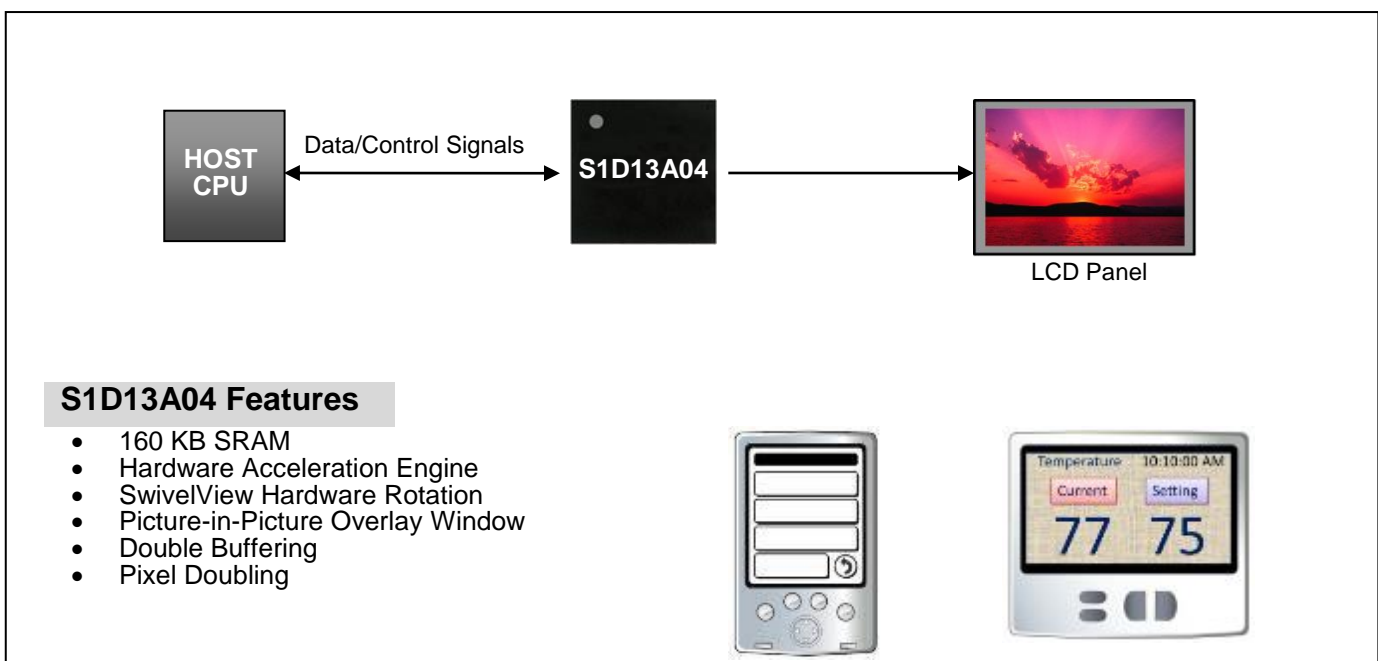 HOST
CPU
Data/Control Signals
S1D13A04
LCD Panel
S1D13A04 Features
• 160 KB SRAM
• Hardware Acceleration Engine
• SwivelView Hardware Rotation
• Picture-in-Picture Overlay Window
• Double Buffering
• Pixel Doubling
Temperature 10:10:00 AM
Current Setting
77 75